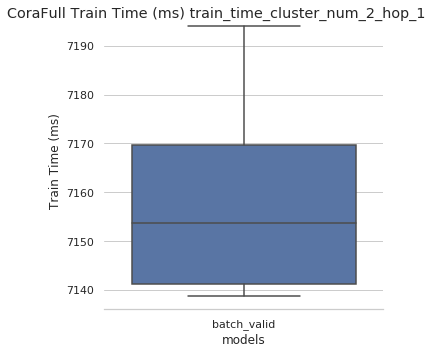 CoraFull Train Time (ms) train_time_cluster_num_2_hop_1
7190
7180
7170
7160
7150
7140
Train Time (ms)
batch_valid
models